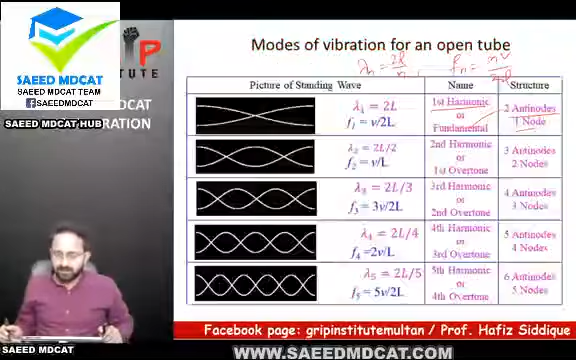 SAEED MDCAT
SAEED MDCAT TEAM
f/SAEEDMDCAT
SAEED MDCAT HUB
P
Modes of vibration for an open tube
λn = 2l/n , fn = nv/2l
Picture of Standing Wave
Name
Structure
λ₁ = 2L
f₁ = v/2L
1st Harmonic
or
Fundamental
2 Antinodes
1 Node
λ₂ = 2L/2
f₂ = v/L
2nd Harmonic
or
1st Overtone
3 Antinodes
2 Nodes
λ₃ = 2L/3
f₃ = 3v/2L
3rd Harmonic
or
2nd Overtone
4 Antinodes
3 Nodes
λ₄ = 2L/4
f₄ =2v/L
4th Harmonic
or
3rd Overtone
5 Antinodes
4 Nodes
λ₅ = 2L/5
f₅ = 5v/2L
5th Harmonic
or
4th Overtone
6 Antinodes
5 Nodes
Facebook page: gripinstitutemultan / Prof. Hafiz Siddique
SAEED MDCAT
WWW.SAEEDMDCAT.COM